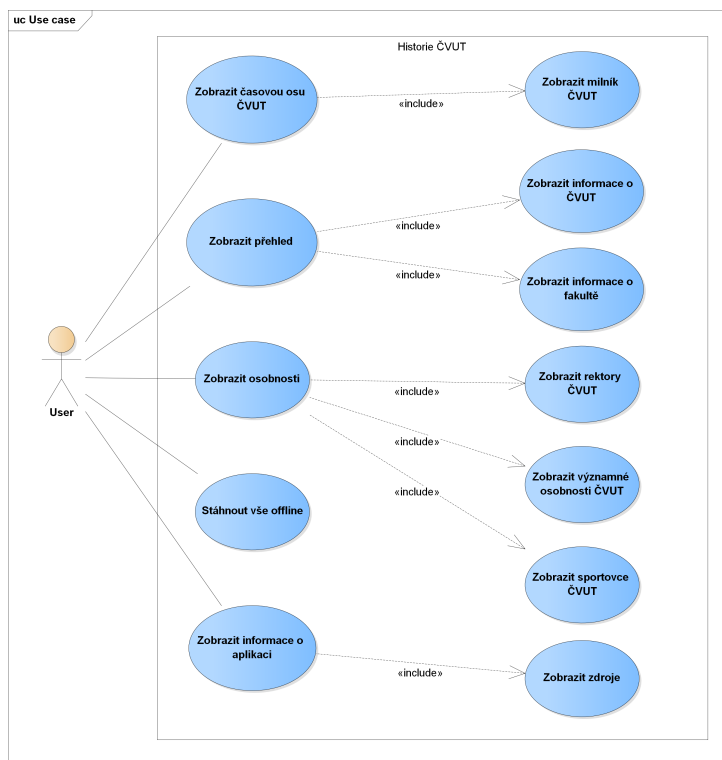 uc Use case
Historie ČVUT
Zobrazit časovou osu
ČVUT
«include»
Zobrazit milník
ČVUT
Zobrazit přehled
«include»
Zobrazit informace o
ČVUT
«include»
Zobrazit informace o
fakultě
User
Zobrazit osobnosti
«include»
Zobrazit rektory
ČVUT
«include»
Zobrazit významné
osobnosti ČVUT
«include»
Zobrazit sportovce
ČVUT
Stáhnout vše offline
Zobrazit informace o
aplikaci
«include»
Zobrazit zdroje